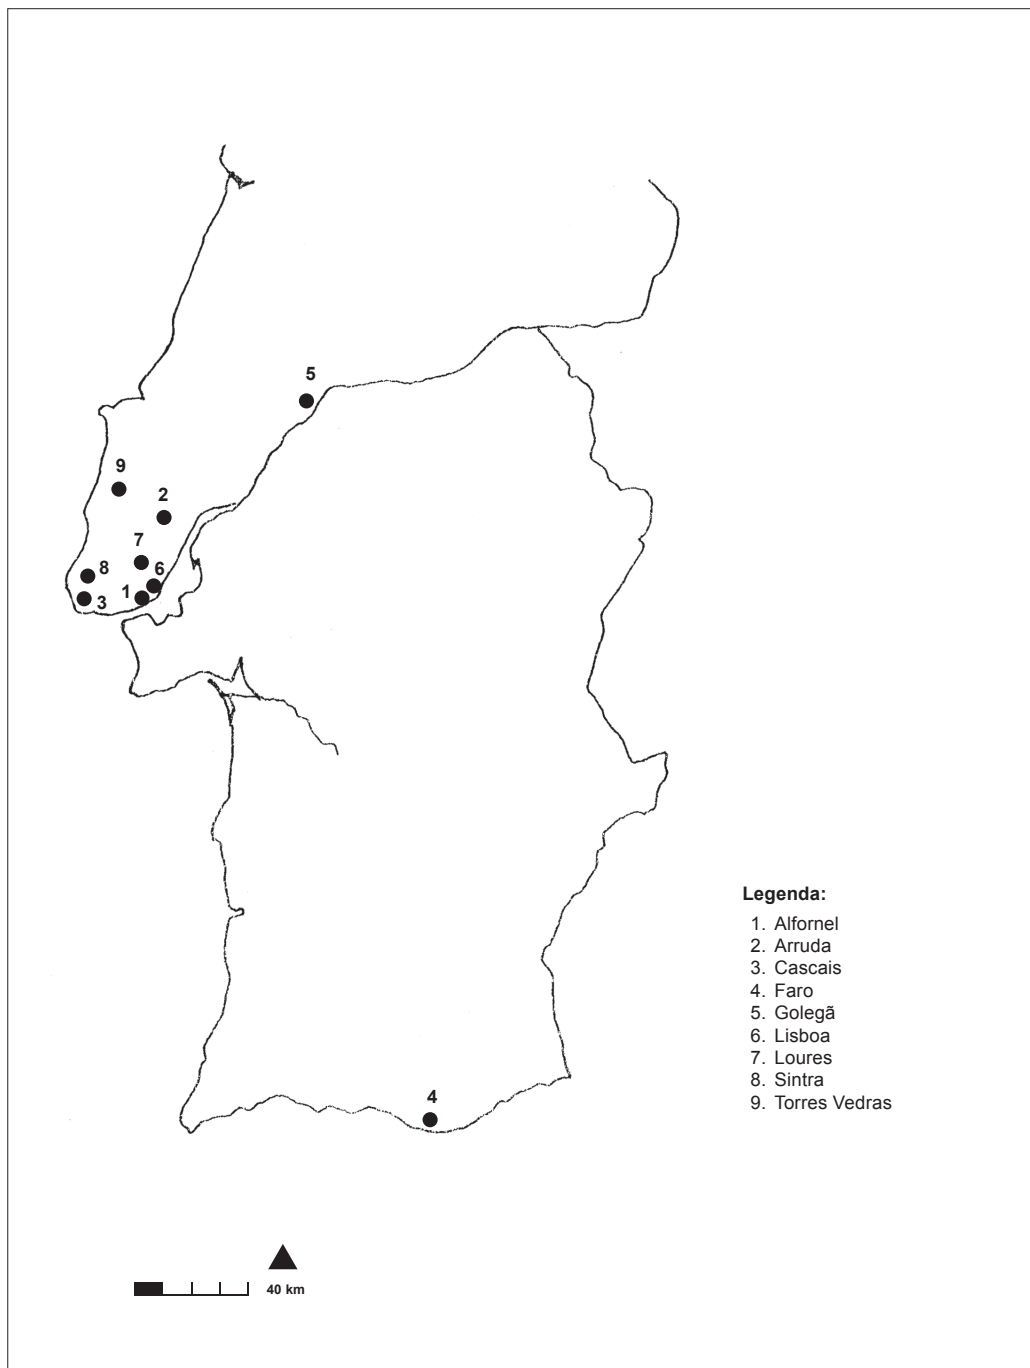 5
9
2
7
8
6
1
3
Legenda:
1. Alfornel
2. Arruda
3. Cascais
4. Faro
5. Golegã
6. Lisboa
7. Loures
8. Sintra
9. Torres Vedras
4
40 km